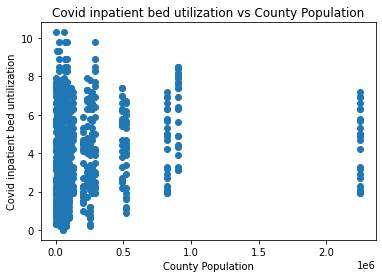 Covid inpatient bed utilization vs County Population
10
8
6
4
2
0
Covid inpatient bed untilization
0.0 0.5 1.0 1.5 2.0
1e6
County Population